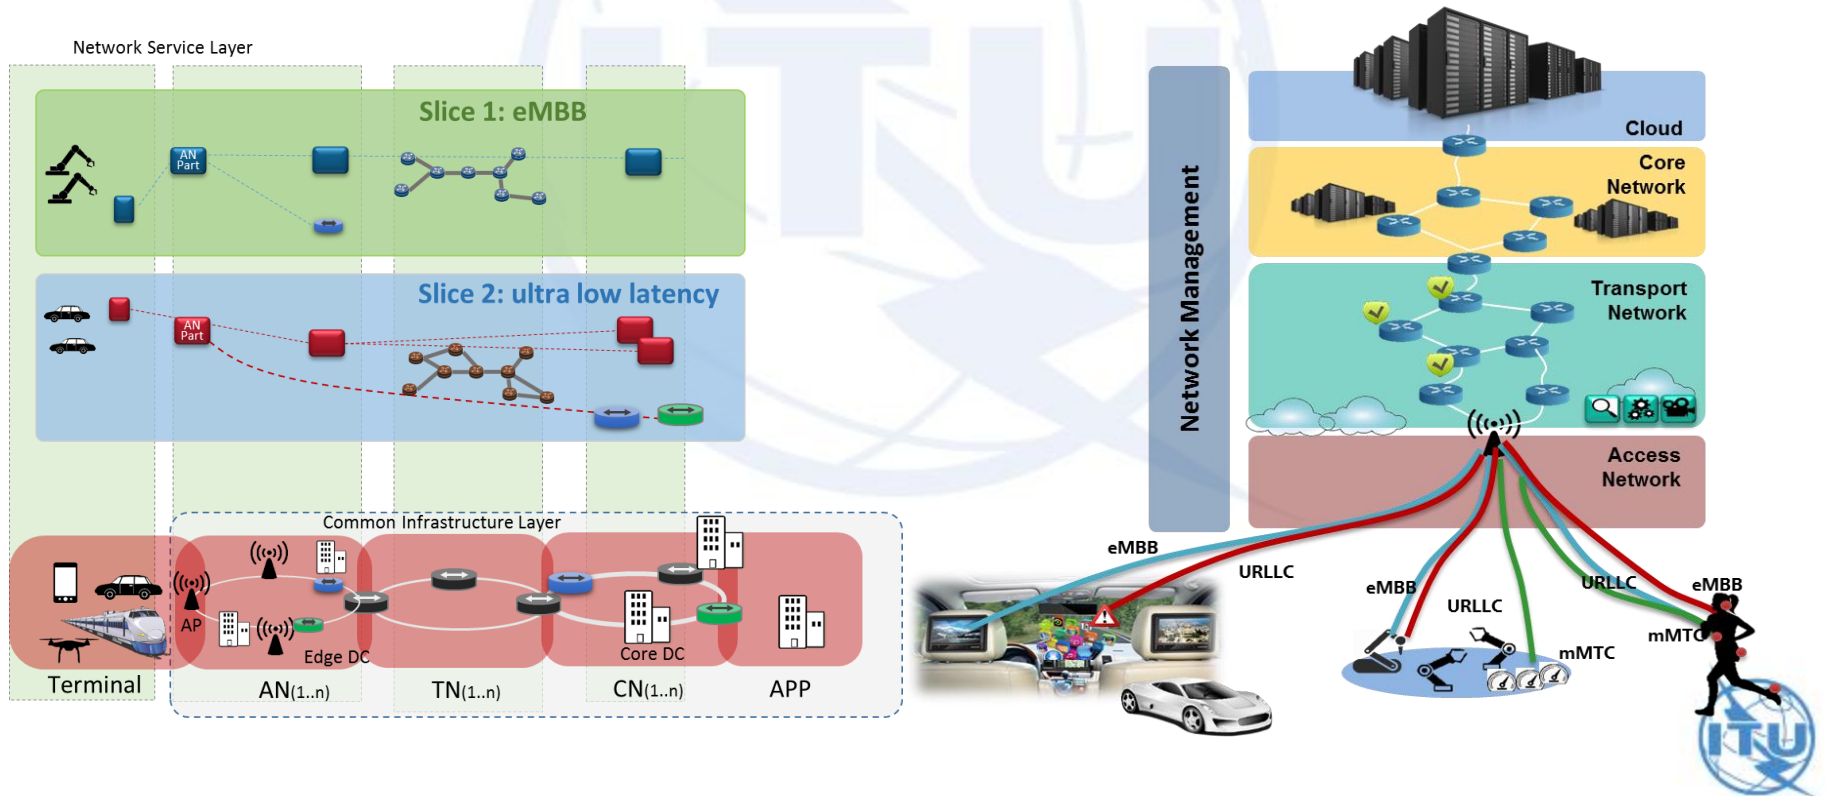 Network Service Layer
Slice 1: eMBB
AN
Part
Slice 2: ultra low latency
AN
Part
Common Infrastructure Layer
AP
Edge DC
Core DC
Terminal
AN(1..n)
TN(1..n)
CN(1..n)
APP
Network Management
Cloud
Core
Network
Transport
Network
Access
Network
eMBB
URLLC
eMBB
URLLC
mMTC
URLLC
eMBB
mMTC
ITU
ITU